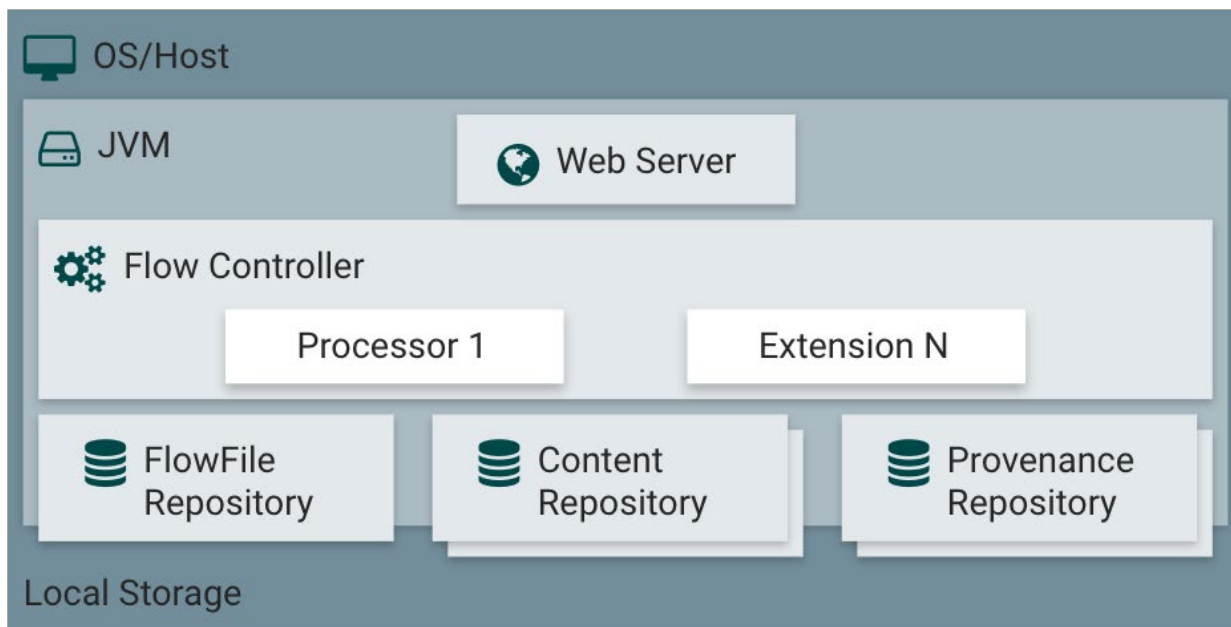 OS/Host
JVM
Web Server
Flow Controller
Processor 1
Extension N
FlowFile
Repository
Content
Repository
Provenance
Repository
Local Storage